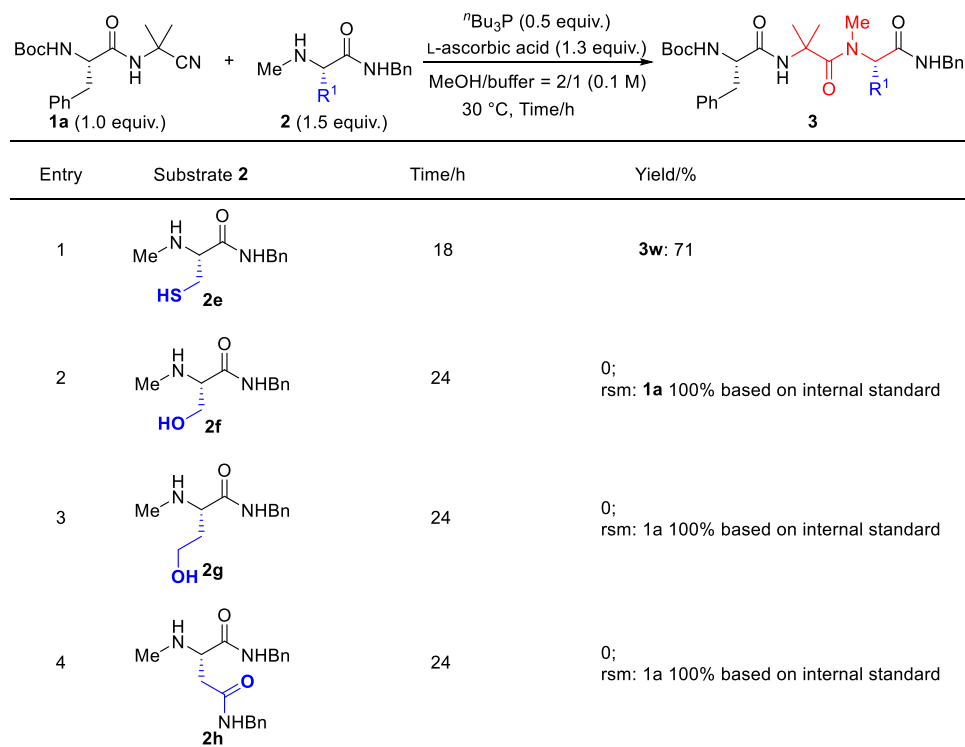 BocHN
O
N
H
CN
Ph
1a (1.0 equiv.)
+
H
N
Me
O
NHBn
R1
2 (1.5 equiv.)
nBu3P (0.5 equiv.)
L-ascorbic acid (1.3 equiv.)
MeOH/buffer = 2/1 (0.1 M)
30 °C, Time/h
BocHN
O
N
H
O
Me
N
O
NHBn
R1
Ph
3
Entry Substrate 2 Time/h Yield/%
H
N
Me
O
NHBn
HS
2e
1 18 3w: 71
H
N
Me
O
NHBn
HO
2f
2 24 0;
rsm: 1a 100% based on internal standard
H
N
Me
O
NHBn
OH
2g
3 24 0;
rsm: 1a 100% based on internal standard
H
N
Me
O
NHBn
O
NHBn
2h
4 24 0;
rsm: 1a 100% based on internal standard